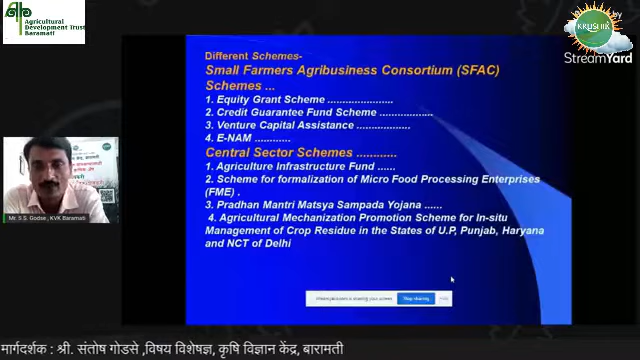 Agricultural
Development Trust
Baramati
KRUSHIK
StreamYard
Different Schemes-
Small Farmers Agribusiness Consortium (SFAC)
Schemes ...
1. Equity Grant Scheme ......................
2. Credit Guarantee Fund Scheme ..................
3. Venture Capital Assistance ..................
4. E-NAM ............
Central Sector Schemes ............
1. Agriculture Infrastructure Fund ......
2. Scheme for formalization of Micro Food Processing Enterprises
(FME) .
3. Pradhan Mantri Matsya Sampada Yojana ......
4. Agricultural Mechanization Promotion Scheme for In-situ
Management of Crop Residue in the States of U.P, Punjab, Haryana
and NCT of Delhi
Mr. S.S. Godse, KVK Baramati
Stop sharing
मार्गदर्शक : श्री. संतोष गोडसे ,विषय विशेषज्ञ, कृषि विज्ञान केंद्र, बारामती